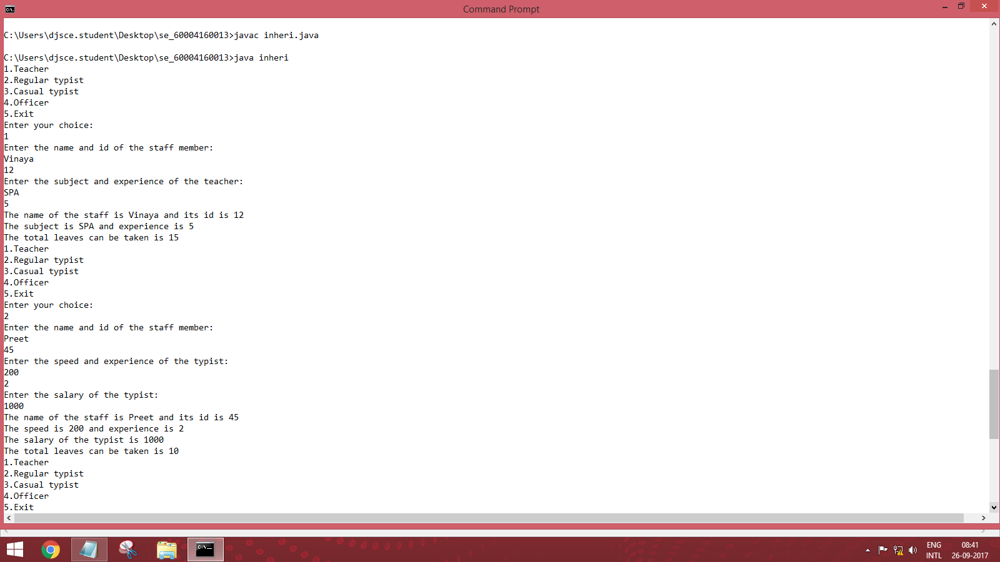 Command Prompt
C:\Users\djsce.student\Desktop\se_60004160013>javac inheri.java
C:\Users\djsce.student\Desktop\se_60004160013>java inheri
1.Teacher
2.Regular typist
3.Casual typist
4.Officer
5.Exit
Enter your choice:
1
Enter the name and id of the staff member:
Vinaya
12
Enter the subject and experience of the teacher:
SPA
5
The name of the staff is Vinaya and its id is 12
The subject is SPA and experience is 5
The total leaves can be taken is 15
1.Teacher
2.Regular typist
3.Casual typist
4.Officer
5.Exit
Enter your choice:
2
Enter the name and id of the staff member:
Preet
45
Enter the speed and experience of the typist:
200
2
Enter the salary of the typist:
1000
The name of the staff is Preet and its id is 45
The speed is 200 and experience is 2
The salary of the typist is 1000
The total leaves can be taken is 10
1.Teacher
2.Regular typist
3.Casual typist
4.Officer
5.Exit
ENG 08:41
INTL 26-09-2017